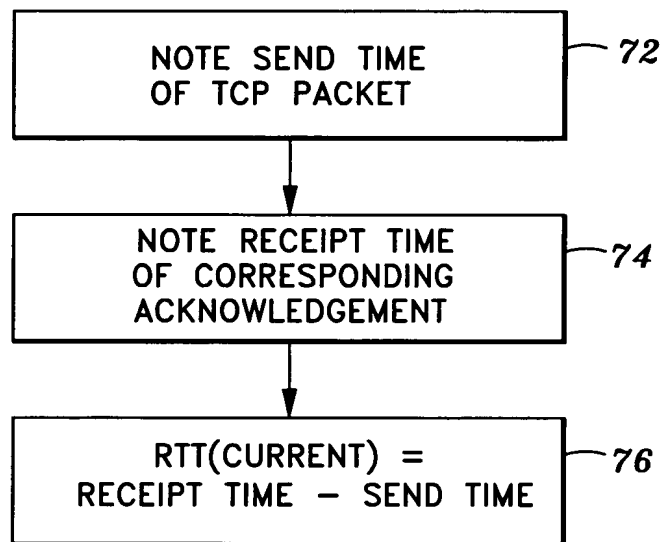 NOTE SEND TIME
OF TCP PACKET
72
NOTE RECEIPT TIME
OF CORRESPONDING
ACKNOWLEDGEMENT
74
RTT(CURRENT) =
RECEIPT TIME – SEND TIME
76